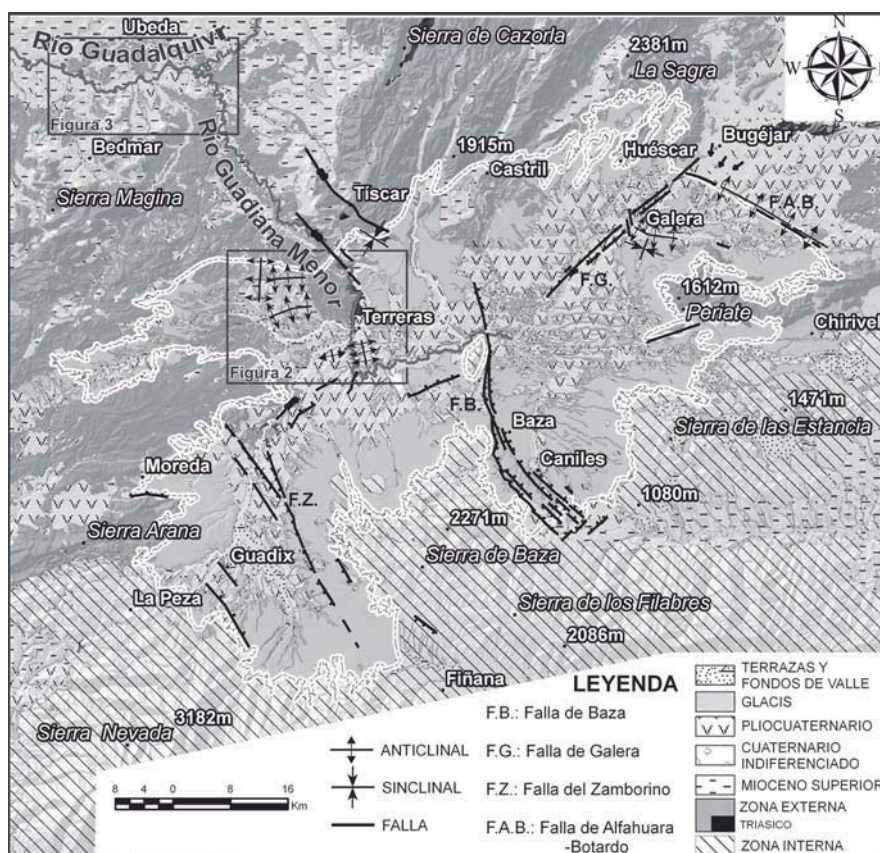 Ubeda
Río Guadalquivr
Sierra de Cazorla
2381m
La Sagra
N
W
E
S
Figura 3
Bedmar
Río Guadiana Menor
1915m
Castril
Huéscar
Bugéjar
Sierra Magina
Tíscar
Galera
F.A.B.
F.G.
1612m
Periate
Terreras
Chirivel
Figura 2
F.B.
Baza
1471m
Sierra de las Estancia
Caniles
Moreda
1080m
F.Z.
2271m
Sierra Arana
Guadix
Sierra de Baza
La Peza
Sierra de los Filabres
2086m
Fiñana
3182m
Sierra Nevada
LEYENDA
ANTICLINAL
SINCLINAL
FALLA
F.B.: Falla de Baza
F.G.: Falla de Galera
F.Z.: Falla del Zamborino
F.A.B.: Falla de Alfahuara
-Botardo
TERRAZAS Y
FONDOS DE VALLE
GLACIS
PLIOCUATERNARIO
CUATERNARIO
INDIFERENCIADO
MIOCENO SUPERIOR
ZONA EXTERNA
TRIASICO
ZONA INTERNA
8 4 0 8 16
Km